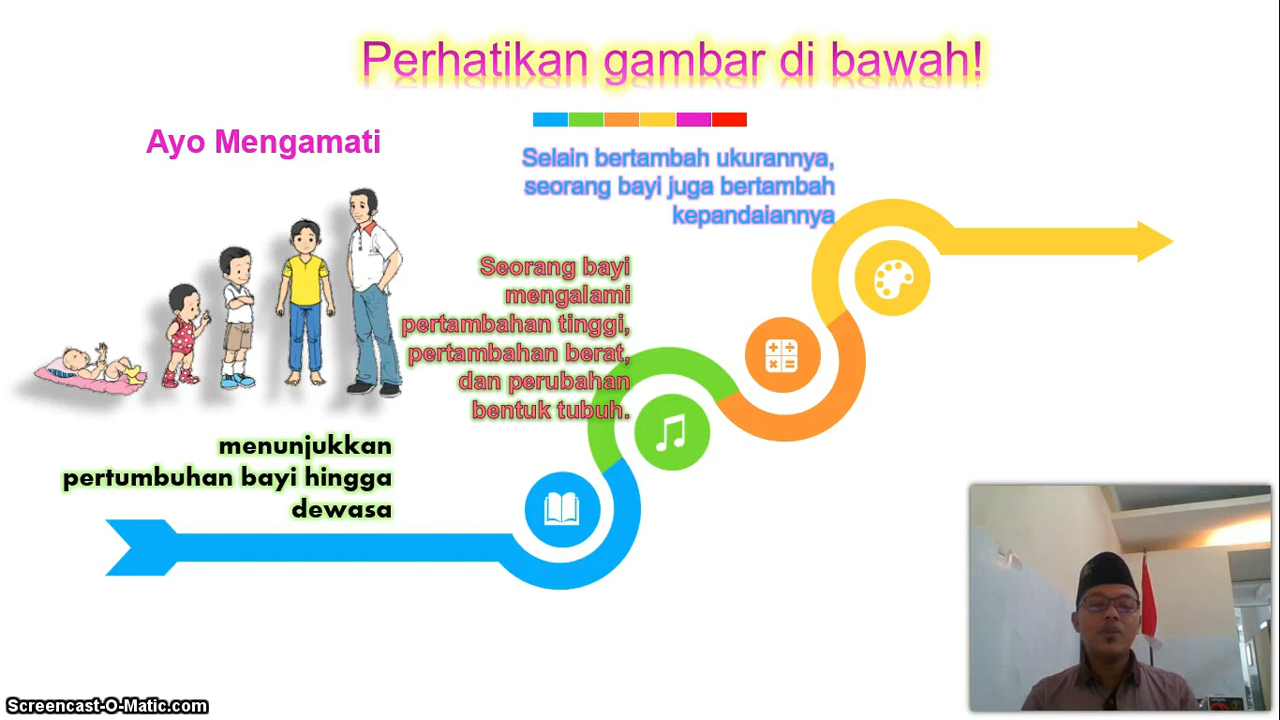 Perhatikan gambar di bawah!
Ayo Mengamati
Selain bertambah ukurannya,
seorang bayi juga bertambah
kepandaiannya
Seorang bayi
mengalami
pertambahan tinggi,
pertambahan berat,
dan perubahan
bentuk tubuh.
menunjukkan
pertumbuhan bayi hingga
dewasa
Screencast-O-Matic.com